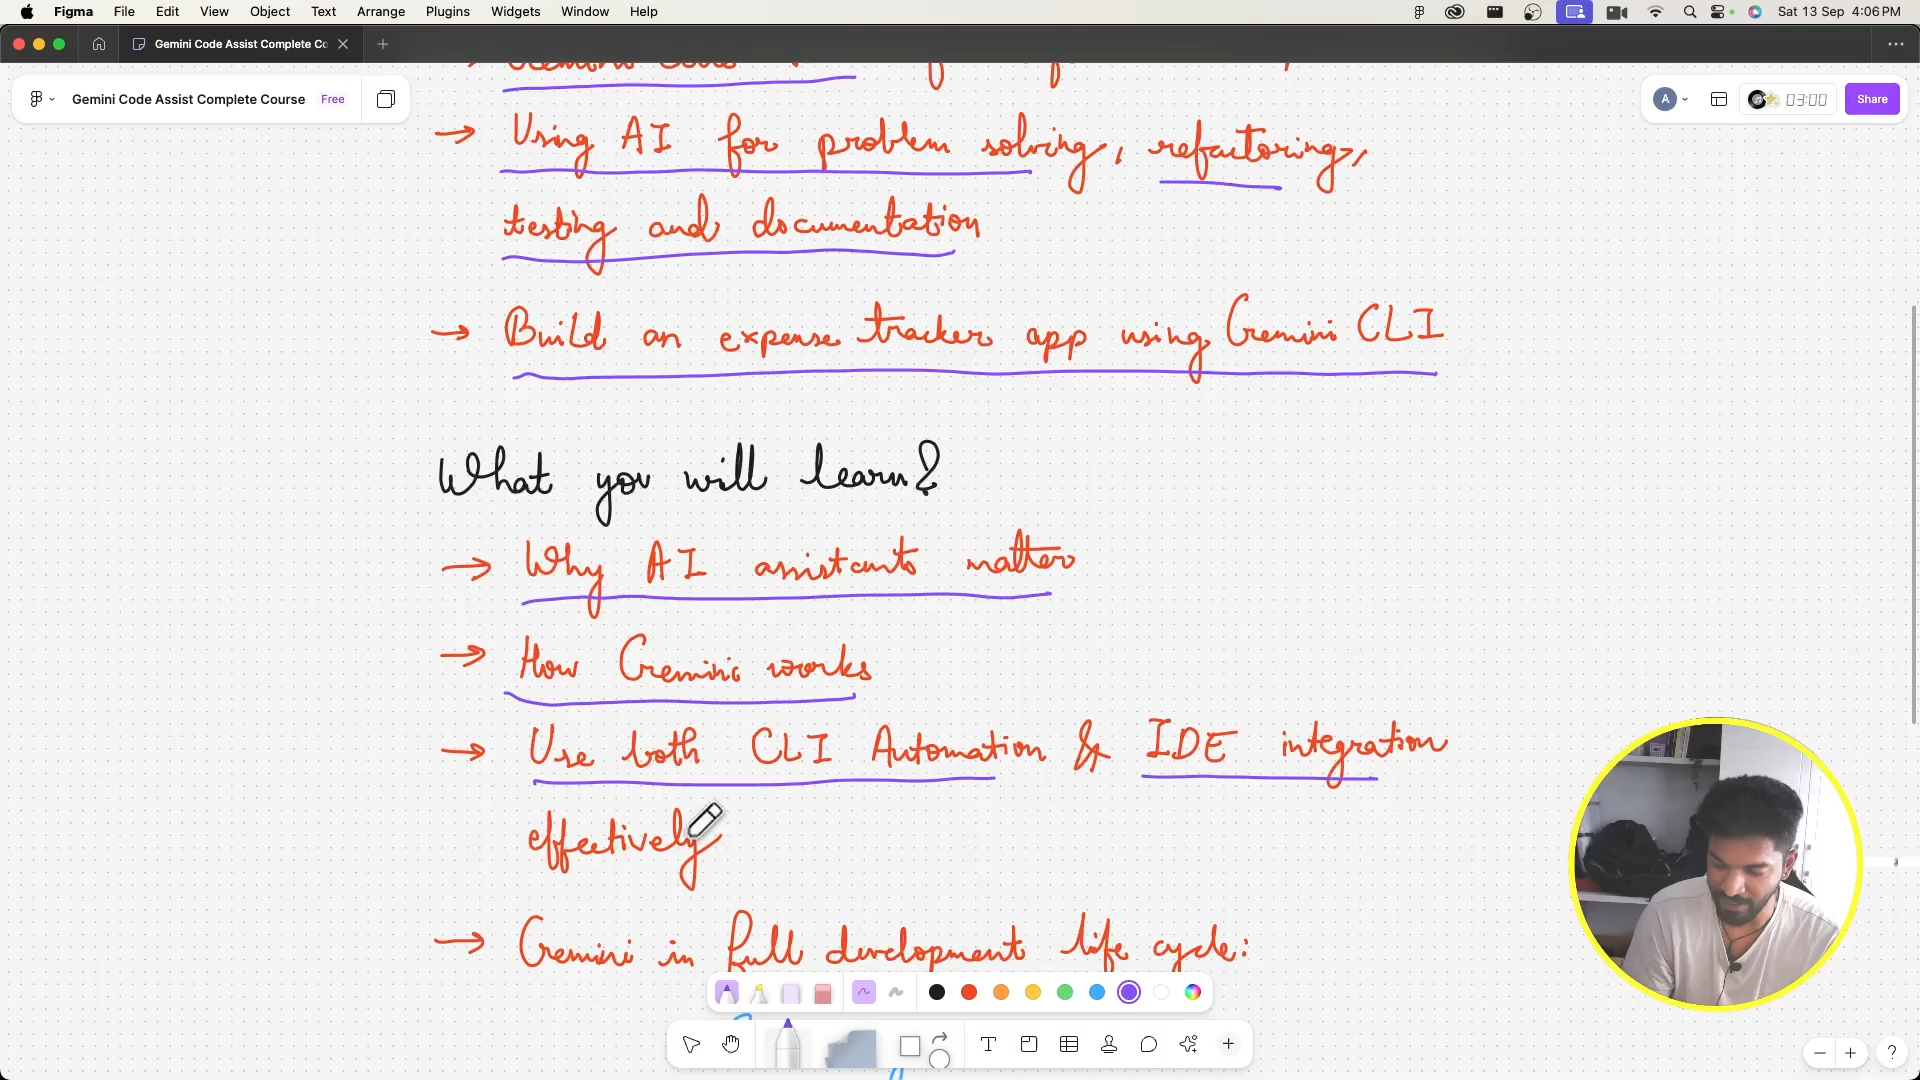 Figma File Edit View Object Text Arrange Plugins Widgets Window Help Sat 13 Sep 4:06 PM
Gemini Code Assist Complete Co
Gemini Code Assist Complete Course Free A 03:00 Share
→ Using AI for problem solving, refactoring,
testing and documentation
→ Build an expense tracker app using Gemini CLI
What you will learn?
→ Why AI assistants matter
→ How Gemini works
→ Use both CLI Automation & IDE integration
effectively
→ Gemini in full development life cycle: